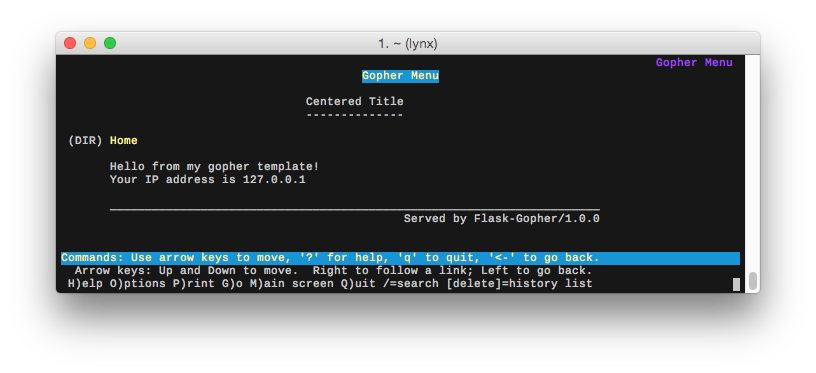 1. ~ (lynx)
Gopher Menu
Gopher Menu
Centered Title
--------------
(DIR) Home
Hello from my gopher template!
Your IP address is 127.0.0.1
______________________________________________________________________
Served by Flask-Gopher/1.0.0
Commands: Use arrow keys to move, '?' for help, 'q' to quit, '<-' to go back.
Arrow keys: Up and Down to move.  Right to follow a link; Left to go back.
H)elp O)ptions P)rint G)o M)ain screen Q)uit /=search [delete]=history list